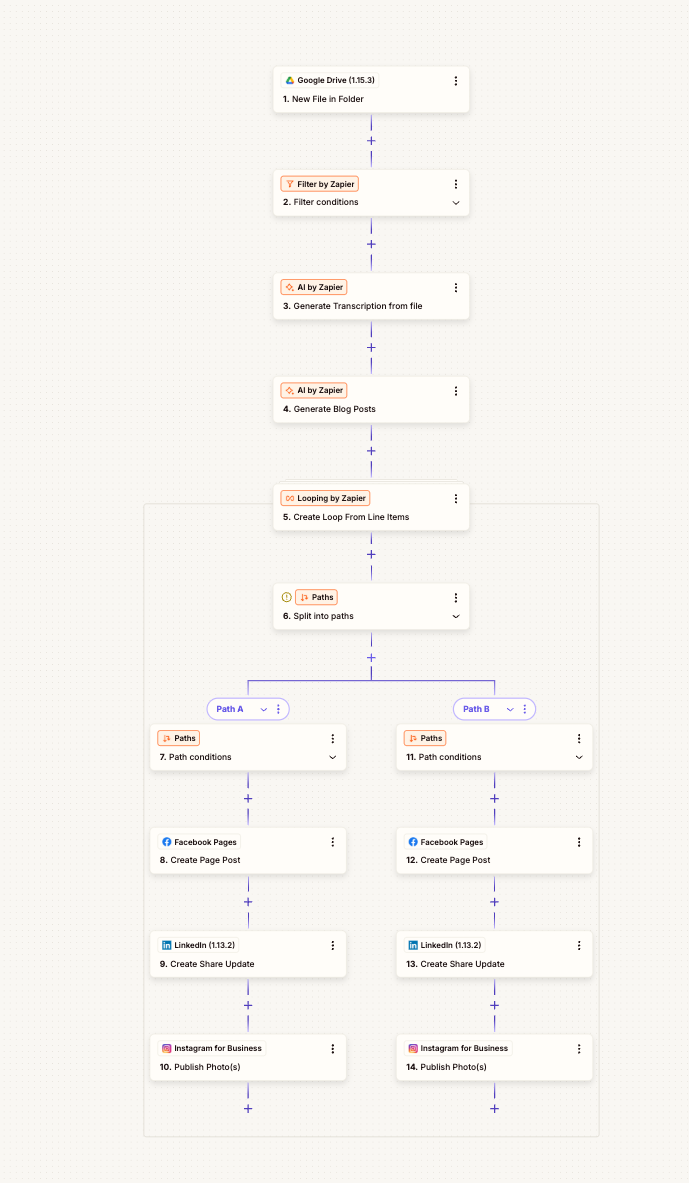 Google Drive (1.15.3)
1. New File in Folder
Filter by Zapier
2. Filter conditions
AI by Zapier
3. Generate Transcription from file
AI by Zapier
4. Generate Blog Posts
Looping by Zapier
5. Create Loop From Line Items
Paths
6. Split into paths
Path A
Paths
7. Path conditions
Facebook Pages
8. Create Page Post
LinkedIn (1.13.2)
9. Create Share Update
Instagram for Business
10. Publish Photo(s)
Path B
Paths
11. Path conditions
Facebook Pages
12. Create Page Post
LinkedIn (1.13.2)
13. Create Share Update
Instagram for Business
14. Publish Photo(s)